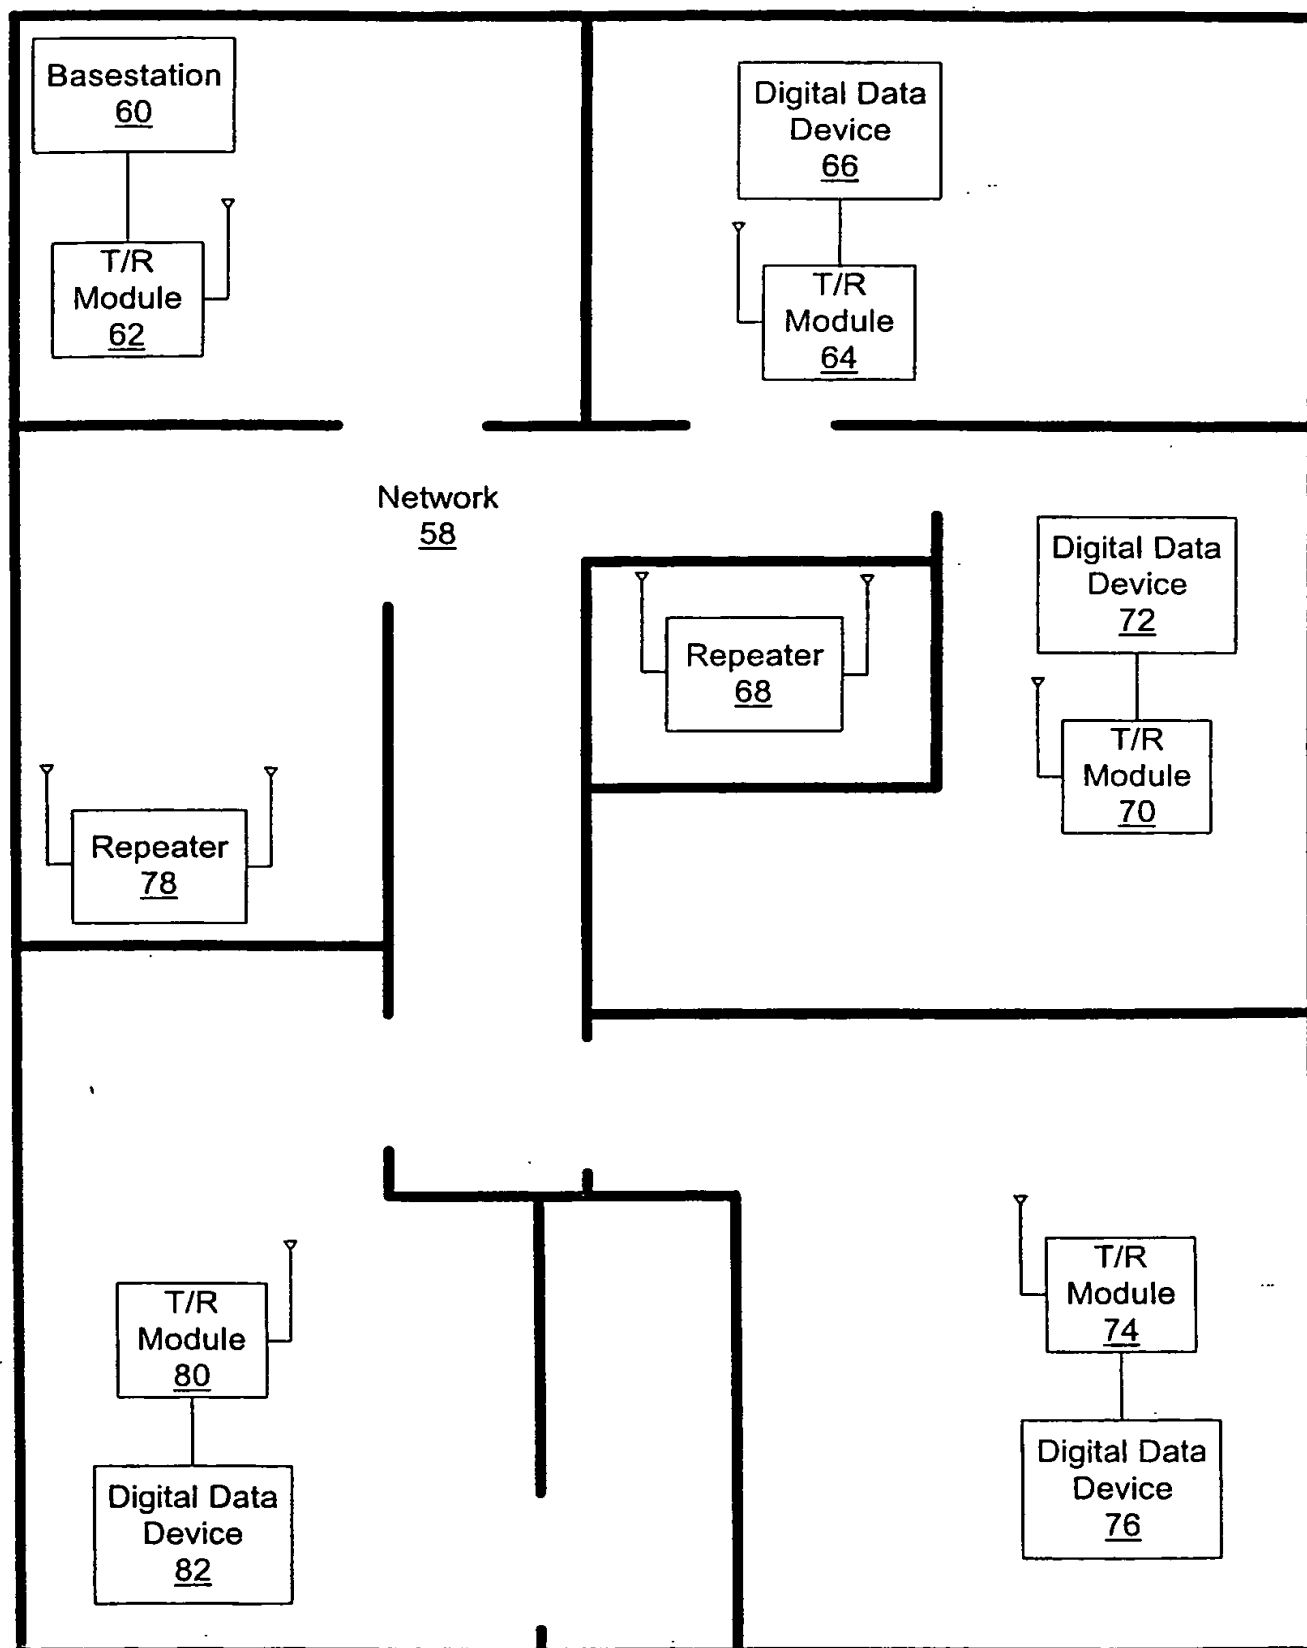 Basestation
60
T/R
Module
62
Digital Data
Device
66
T/R
Module
64
Network
58
Repeater
68
Digital Data
Device
72
T/R
Module
70
Repeater
78
T/R
Module
80
Digital Data
Device
82
T/R
Module
74
Digital Data
Device
76